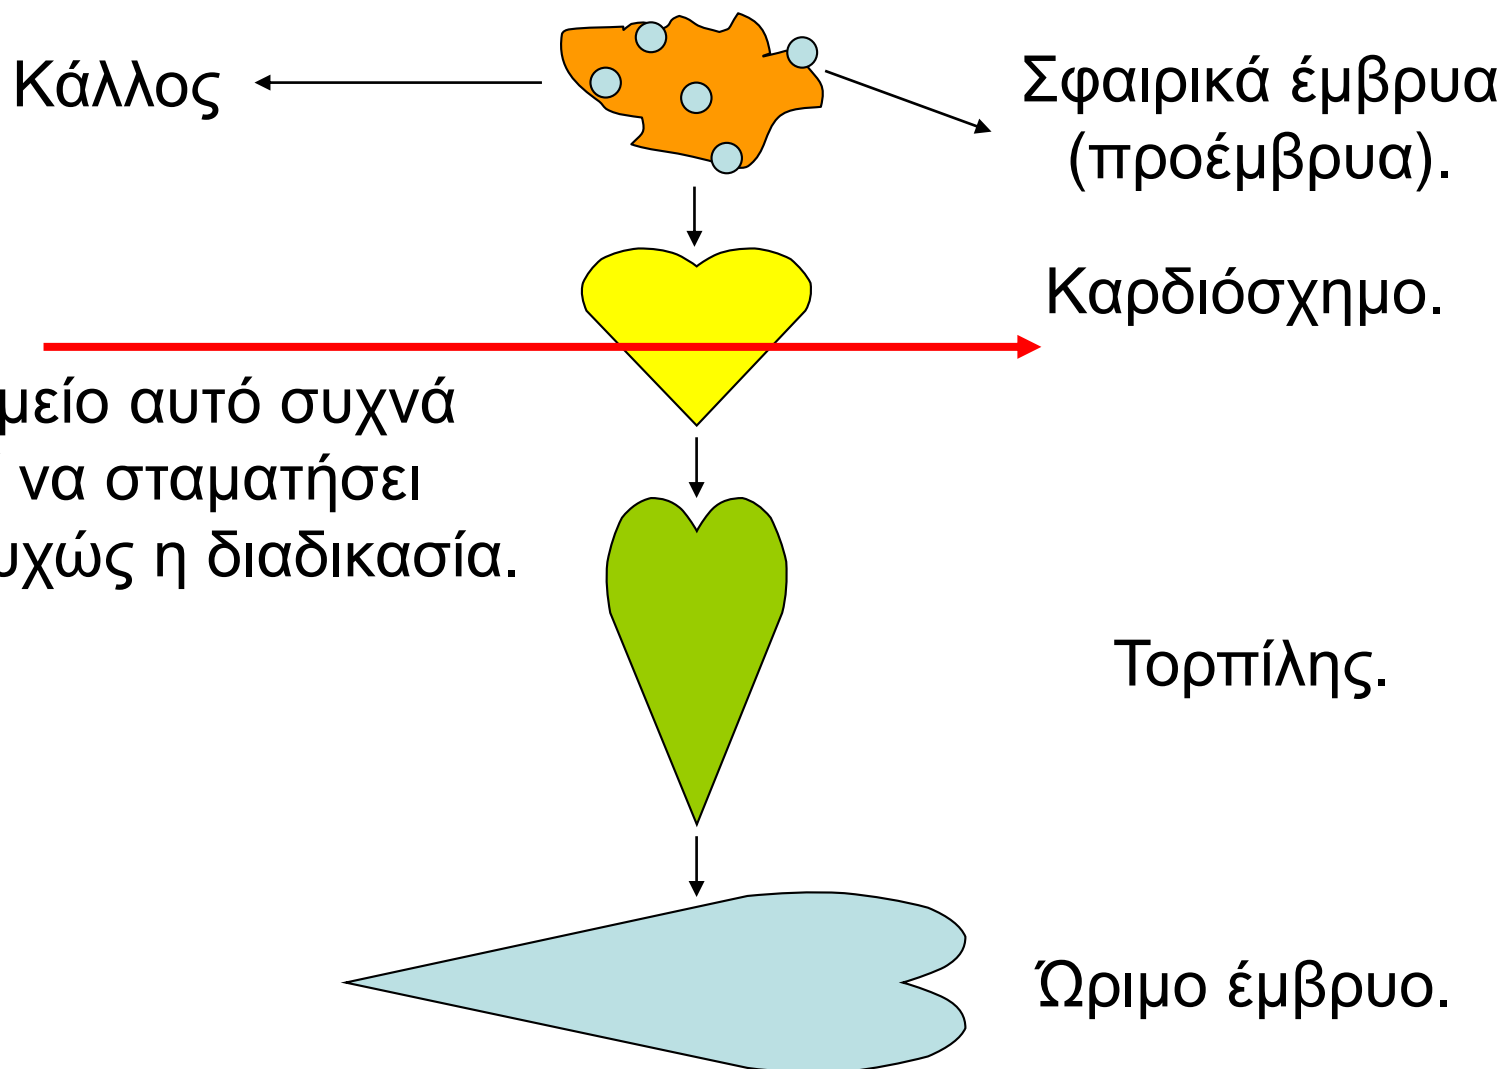 Κάλλος
Σφαιρικά έμβρυα
(προέμβρυα).
Καρδιόσχημο.
αυτό συχνά
να σταματήσει
η διαδικασία.
Τορπίλης.
Ώριμο έμβρυο.